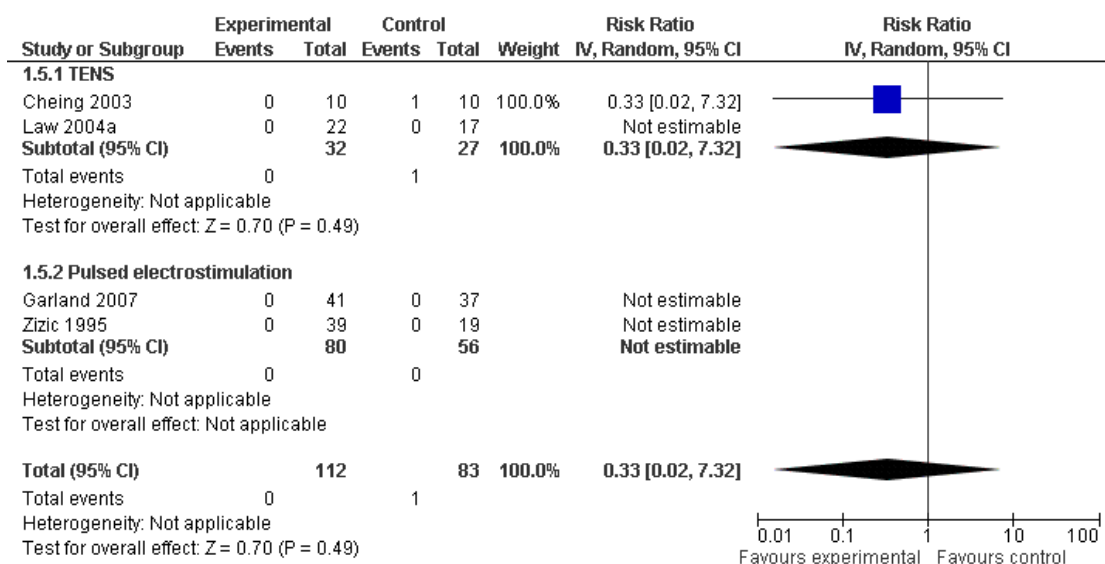 Experimental Control Risk Ratio Risk Ratio
Study or Subgroup Events Total Events Total Weight IV, Random, 95% CI IV, Random, 95% CI
1.5.1 TENS
Cheing 2003 0 10 1 10 100.0% 0.33 [0.02, 7.32]
Law 2004a 0 22 0 17 Not estimable
Subtotal (95% CI) 32 27 100.0% 0.33 [0.02, 7.32]
Total events 0 1
Heterogeneity: Not applicable
Test for overall effect: Z = 0.70 (P = 0.49)
1.5.2 Pulsed electrostimulation
Garland 2007 0 41 0 37 Not estimable
Zizic 1995 0 39 0 19 Not estimable
Subtotal (95% CI) 80 56 Not estimable
Total events 0 0
Heterogeneity: Not applicable
Test for overall effect: Not applicable
Total (95% CI) 112 83 100.0% 0.33 [0.02, 7.32]
Total events 0 1
Heterogeneity: Not applicable
Test for overall effect: Z = 0.70 (P = 0.49)
0.01 0.1 1 10 100
Favours experimental Favours control